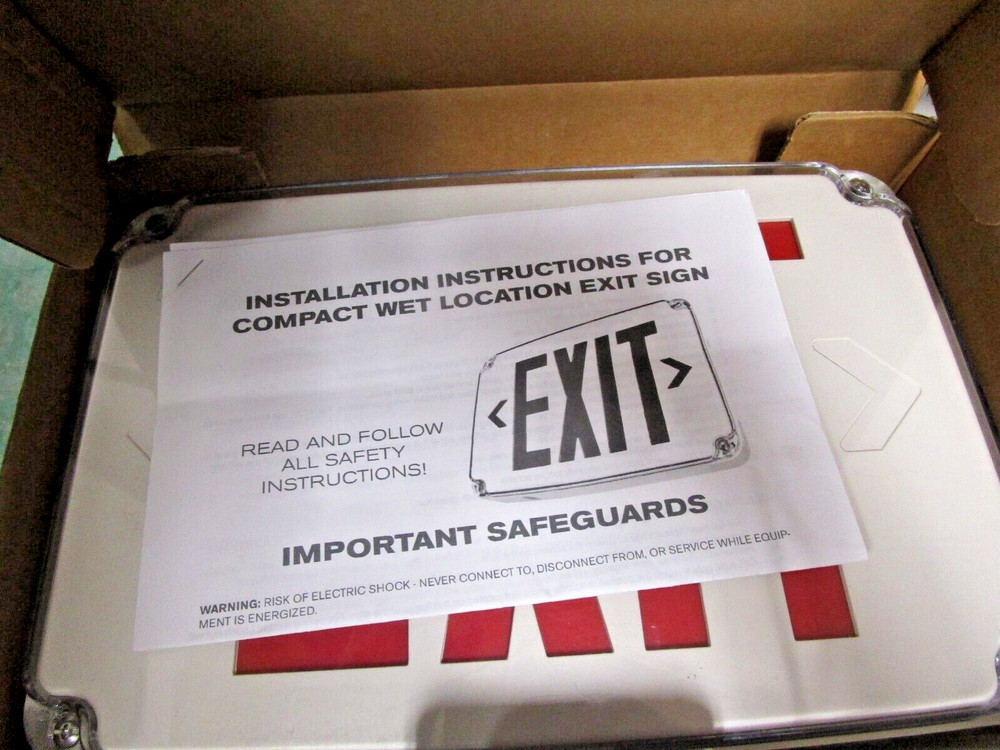 INSTALLATION INSTRUCTIONS FOR
COMPACT WET LOCATION EXIT SIGN
EXIT
READ AND FOLLOW
ALL SAFETY
INSTRUCTIONS!
IMPORTANT SAFEGUARDS
WARNING: RISK OF ELECTRIC SHOCK - NEVER CONNECT TO, DISCONNECT FROM, OR SERVICE WHILE EQUIP-
MENT IS ENERGIZED.
EXIT